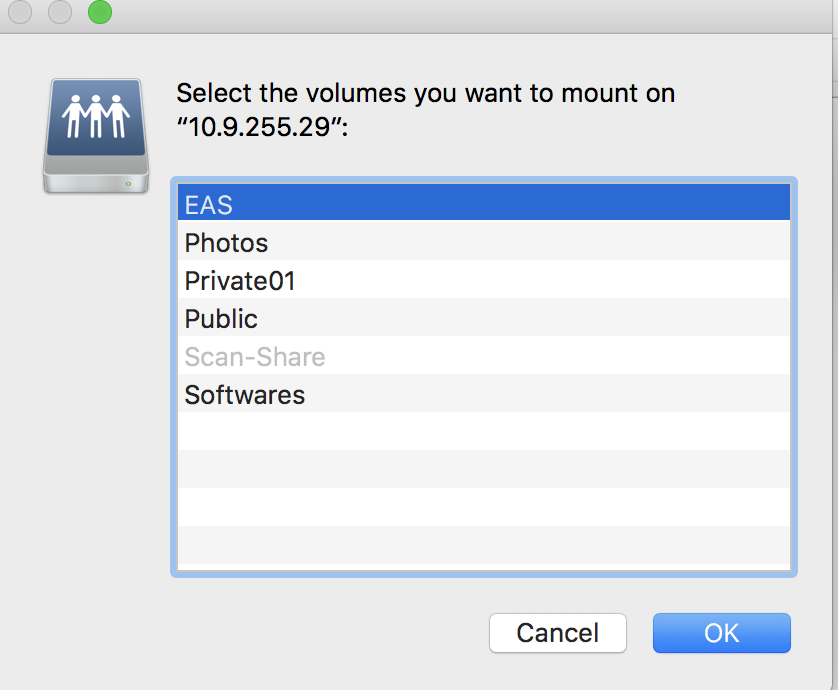 Select the volumes you want to mount on
“10.9.255.29”:
EAS
Photos
Private01
Public
Scan-Share
Softwares
Cancel
OK